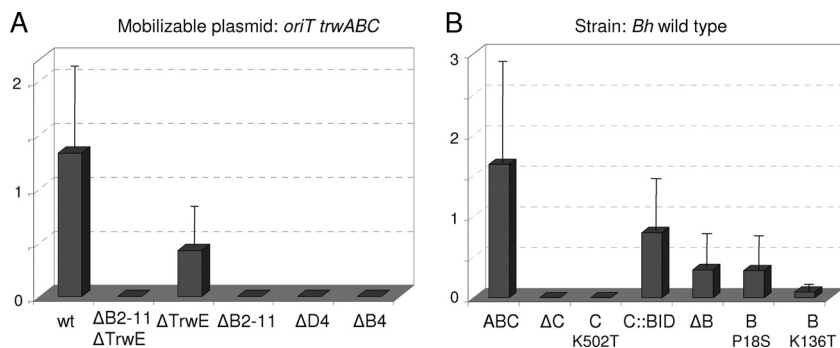 A
Mobilizable plasmid: oriT trwABC
2
1
0
wt
ΔB2-11
ΔTrwE
ΔTrwE
ΔB2-11
ΔD4
ΔB4
B
Strain: Bh wild type
3
2
1
0
ABC
ΔC
C
K502T
C::BID
ΔB
B
P18S
B
K136T